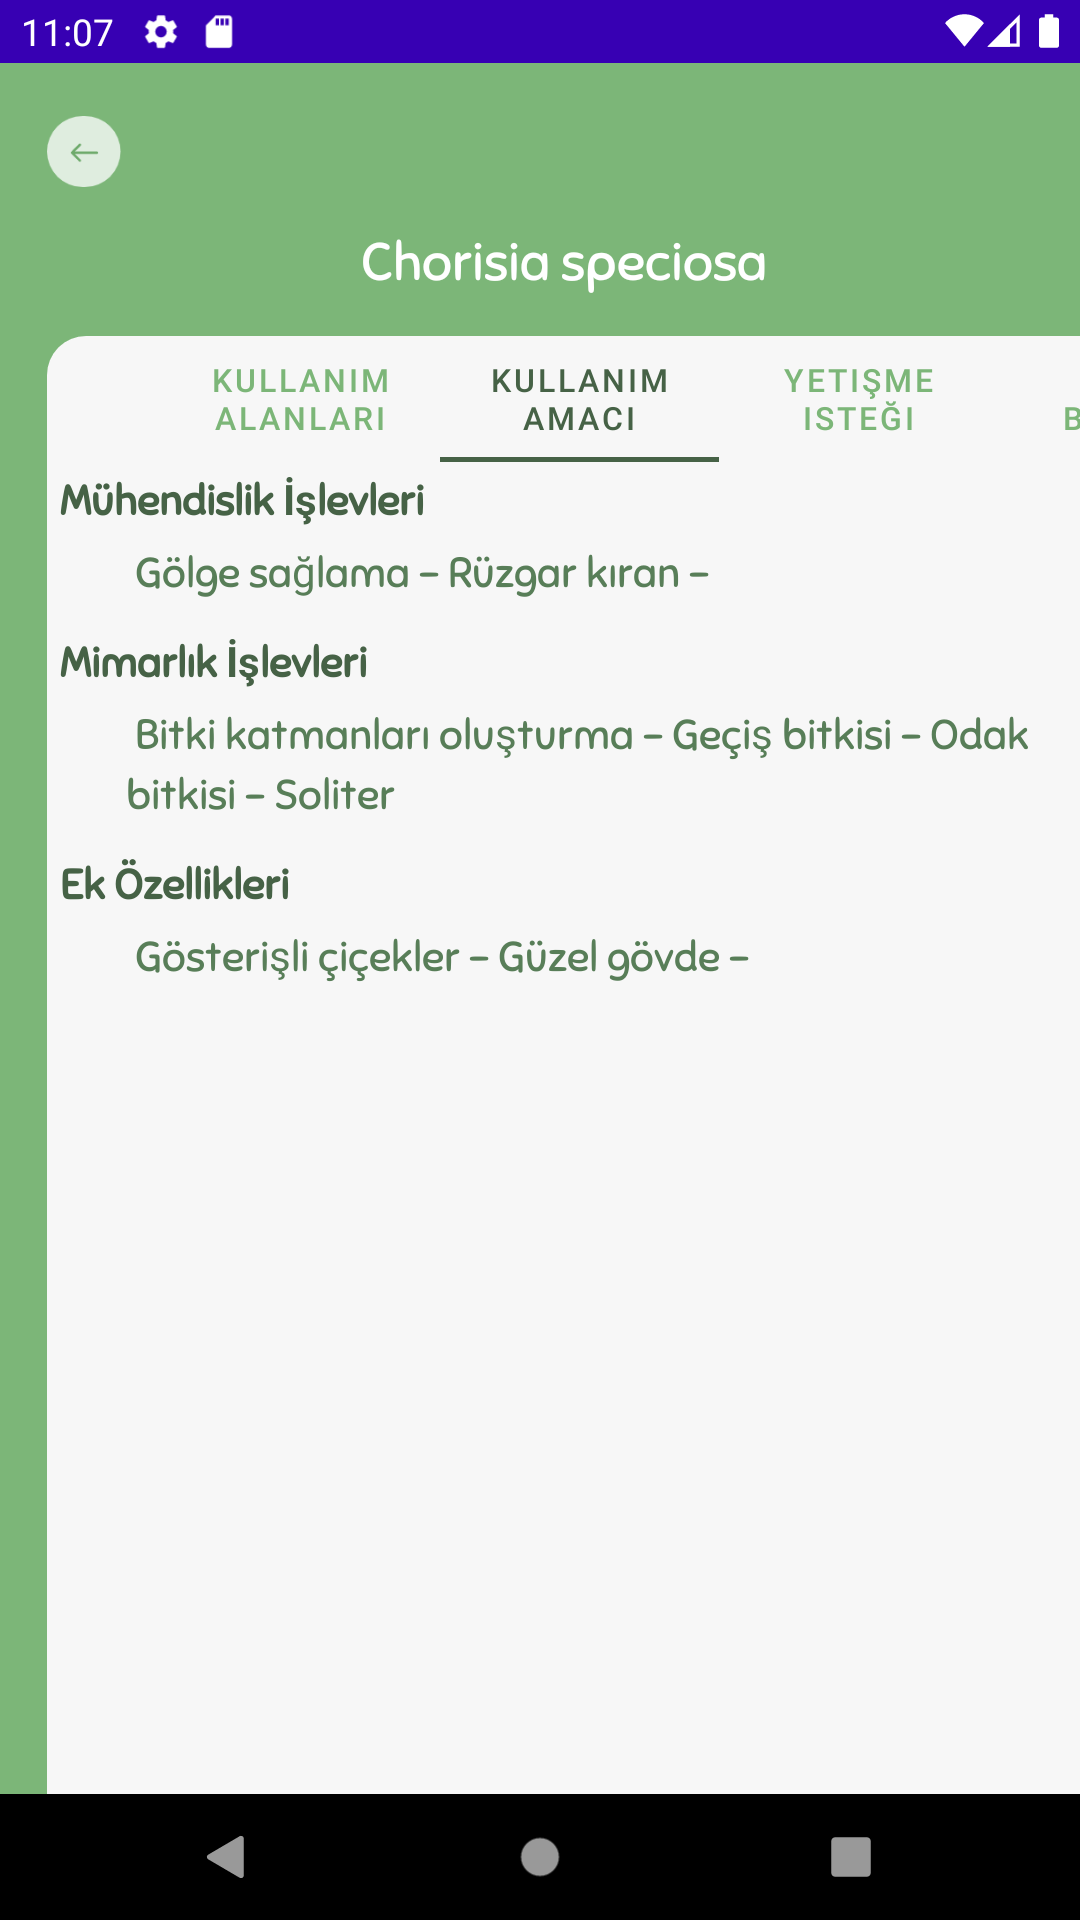 11:07
Chorisia speciosa
KULLANIM ALANLARI
KULLANIM AMACI
YETIŞME ISTEĞI
B
Mühendislik İşlevleri
Gölge sağlama – Rüzgar kıran –
Mimarlık İşlevleri
Bitki katmanları oluşturma – Geçiş bitkisi – Odak
bitkisi – Soliter
Ek Özellikleri
Gösterişli çiçekler – Güzel gövde –